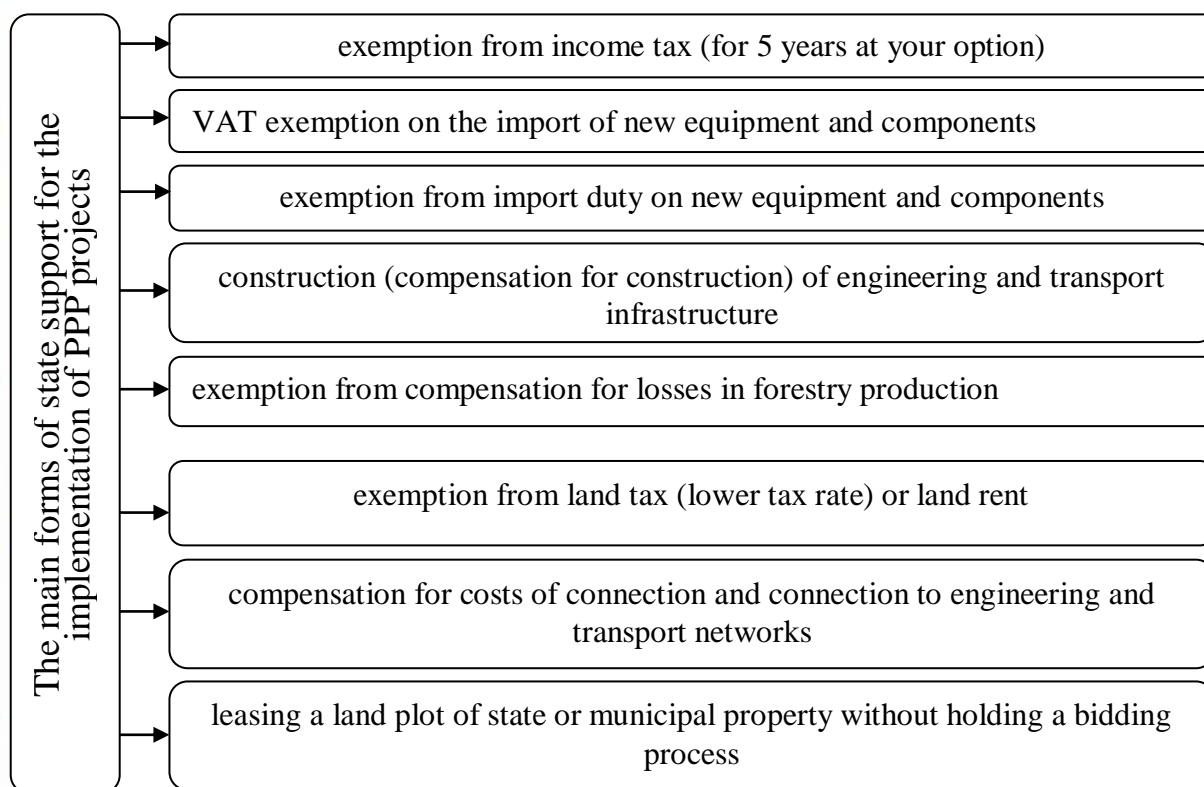 The main forms of state support for the
implementation of PPP projects
exemption from income tax (for 5 years at your option)
VAT exemption on the import of new equipment and components
exemption from import duty on new equipment and components
construction (compensation for construction) of engineering and transport
infrastructure
exemption from compensation for losses in forestry production
exemption from land tax (lower tax rate) or land rent
compensation for costs of connection and connection to engineering and
transport networks
leasing a land plot of state or municipal property without holding a bidding
process